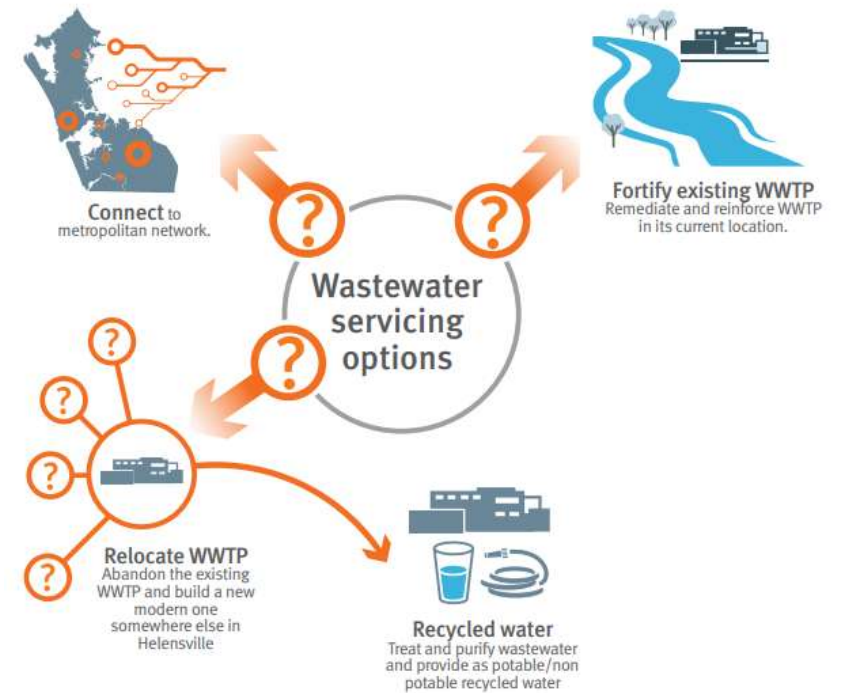 Connect to
metropolitan network.
Fortify existing WWTP
Remediate and reinforce WWTP
in its current location.
?
?
Wastewater
servicing
options
?
?
?
?
?
Relocate WWTP
Abandon the existing
WWTP and build a new
modern one
somewhere else in
Helensville
Recycled water
Treat and purify wastewater
and provide as potable/non
potable recycled water